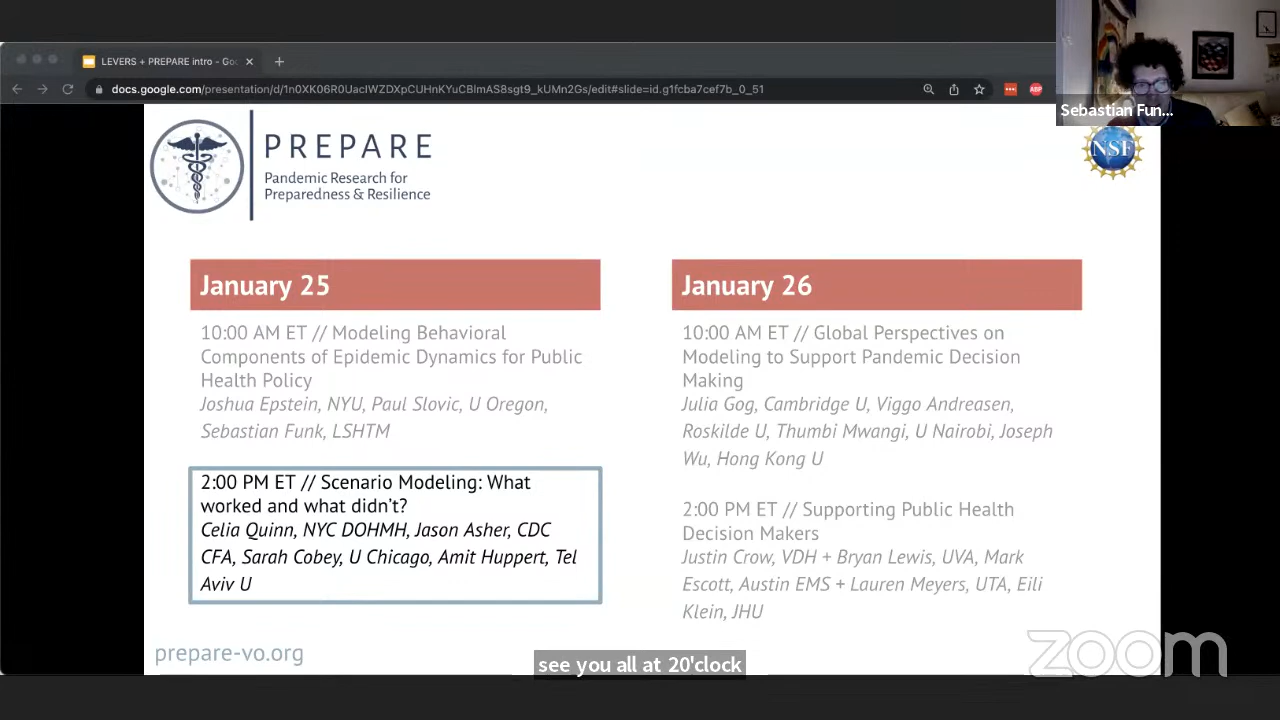 LEVERS + PREPARE intro - Goo
docs.google.com/presentation/d/1n0XK06R0UacIWZDXpCUHnKYuCBlmAS8sgt9_kUMn2Gs/edit#slide=id.g1fcba7cef7b_0_51
ABP
Sebastian Fun...
PREPARE
Pandemic Research for
Preparedness & Resilience
NSF
January 25
10:00 AM ET // Modeling Behavioral
Components of Epidemic Dynamics for Public
Health Policy
Joshua Epstein, NYU, Paul Slovic, U Oregon,
Sebastian Funk, LSHTM
2:00 PM ET // Scenario Modeling: What
worked and what didn't?
Celia Quinn, NYC DOHMH, Jason Asher, CDC
CFA, Sarah Cobey, U Chicago, Amit Huppert, Tel
Aviv U
January 26
10:00 AM ET // Global Perspectives on
Modeling to Support Pandemic Decision
Making
Julia Gog, Cambridge U, Viggo Andreasen,
Roskilde U, Thumbi Mwangi, U Nairobi, Joseph
Wu, Hong Kong U
2:00 PM ET // Supporting Public Health
Decision Makers
Justin Crow, VDH + Bryan Lewis, UVA, Mark
Escott, Austin EMS + Lauren Meyers, UTA, Eili
Klein, JHU
prepare-vo.org
see you all at 20'clock
zoom